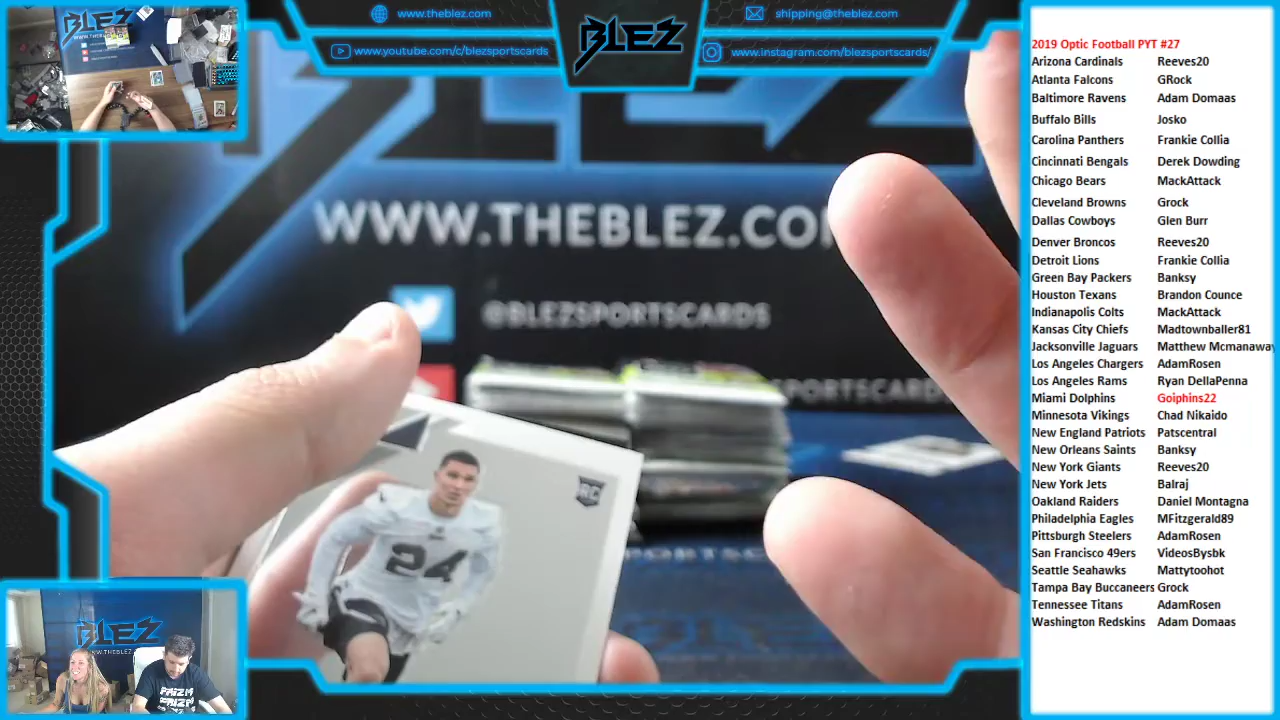 BLEZ
www.theblez.com
www.youtube.com/c/blezsportscards
BLEZ
shipping@theblez.com
www.instagram.com/blezsportscards/
BLEZ
WWW.THEBLEZ.CO
@BLEZSPORTSCARDS
SPORTSCARDS
RC
24
BLEZ
WWW.THEBLEZ.COM
PRIZM
PRIZM
2019 Optic Football PYT #27
Arizona Cardinals Reeves20
Atlanta Falcons GRock
Baltimore Ravens Adam Domaas
Buffalo Bills Josko
Carolina Panthers Frankie Collia
Cincinnati Bengals Derek Dowding
Chicago Bears MackAttack
Cleveland Browns Grock
Dallas Cowboys Glen Burr
Denver Broncos Reeves20
Detroit Lions Frankie Collia
Green Bay Packers Banksy
Houston Texans Brandon Counce
Indianapolis Colts MackAttack
Kansas City Chiefs Madtownballer81
Jacksonville Jaguars Matthew Mcmanaway
Los Angeles Chargers AdamRosen
Los Angeles Rams Ryan DellaPenna
Miami Dolphins Goiphins22
Minnesota Vikings Chad Nikaido
New England Patriots Patscentral
New Orleans Saints Banksy
New York Giants Reeves20
New York Jets Balraj
Oakland Raiders Daniel Montagna
Philadelphia Eagles MFitzgerald89
Pittsburgh Steelers AdamRosen
San Francisco 49ers VideosBysbk
Seattle Seahawks Mattytoohot
Tampa Bay Buccaneers Grock
Tennessee Titans AdamRosen
Washington Redskins Adam Domaas